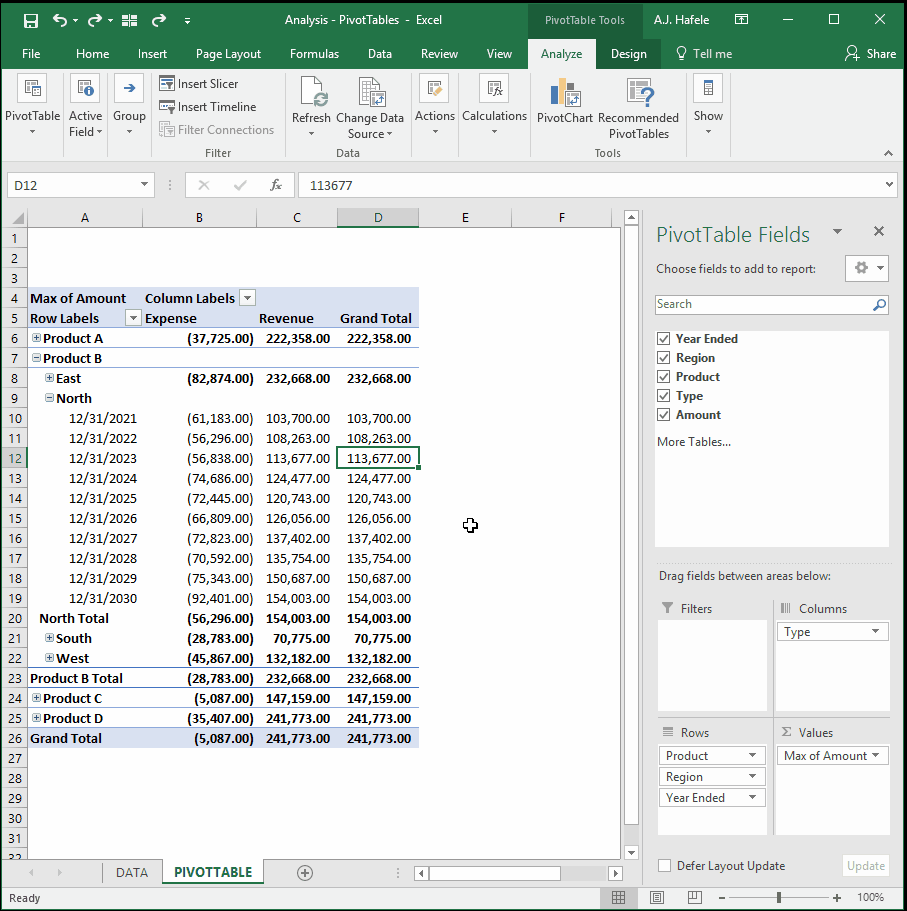 Analysis - PivotTables - Excel
PivotTable Tools
A.J. Hafele
File Home Insert Page Layout Formulas Data Review View Analyze Design Tell me Share
PivotTable
Active Field
Group
Insert Slicer
Insert Timeline
Filter Connections
Filter
Refresh
Change Data Source
Data
Actions
Calculations
PivotChart
Recommended PivotTables
Tools
Show
D12 fx 113677
A B C D E F
1
2
3
4 Max of Amount Column Labels
5 Row Labels Expense Revenue Grand Total
6 Product A (37,725.00) 222,358.00 222,358.00
7 Product B
8 East (82,874.00) 232,668.00 232,668.00
9 North
10 12/31/2021 (61,183.00) 103,700.00 103,700.00
11 12/31/2022 (56,296.00) 108,263.00 108,263.00
12 12/31/2023 (56,838.00) 113,677.00 113,677.00
13 12/31/2024 (74,686.00) 124,477.00 124,477.00
14 12/31/2025 (72,445.00) 120,743.00 120,743.00
15 12/31/2026 (66,809.00) 126,056.00 126,056.00
16 12/31/2027 (72,823.00) 137,402.00 137,402.00
17 12/31/2028 (70,592.00) 135,754.00 135,754.00
18 12/31/2029 (75,343.00) 150,687.00 150,687.00
19 12/31/2030 (92,401.00) 154,003.00 154,003.00
20 North Total (56,296.00) 154,003.00 154,003.00
21 South (28,783.00) 70,775.00 70,775.00
22 West (45,867.00) 132,182.00 132,182.00
23 Product B Total (28,783.00) 232,668.00 232,668.00
24 Product C (5,087.00) 147,159.00 147,159.00
25 Product D (35,407.00) 241,773.00 241,773.00
26 Grand Total (5,087.00) 241,773.00 241,773.00
27
28
29
30
31
32
PivotTable Fields
Choose fields to add to report:
Search
Year Ended
Region
Product
Type
Amount
More Tables...
Drag fields between areas below:
Filters
Columns
Type
Rows
Product
Region
Year Ended
Σ Values
Max of Amount
Defer Layout Update
Update
DATA PIVOTTABLE
Ready
100%